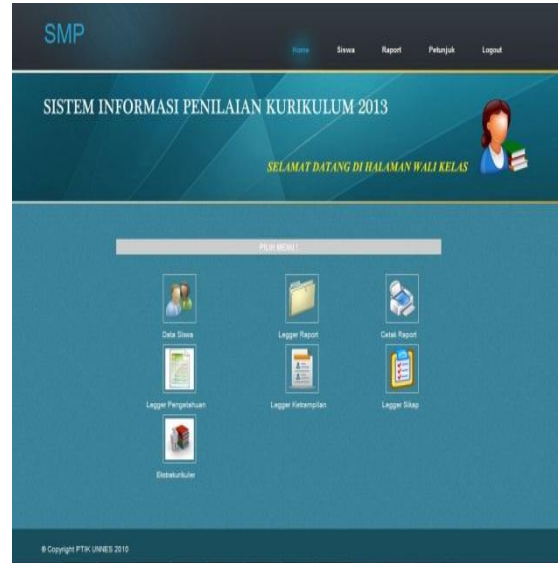 SMP
Home Siswa Raport Petunjuk Logout
SISTEM INFORMASI PENILAIAN KURIKULUM 2013
SELAMAT DATANG DI HALAMAN WALI KELAS
PILIH MENU !
Data Siswa Legger Raport Cetak Raport
Legger Pengetahuan Legger Ketrampilan Legger Sikap
Ekstrakurikuler
© Copyright PTIK UNNES 2010